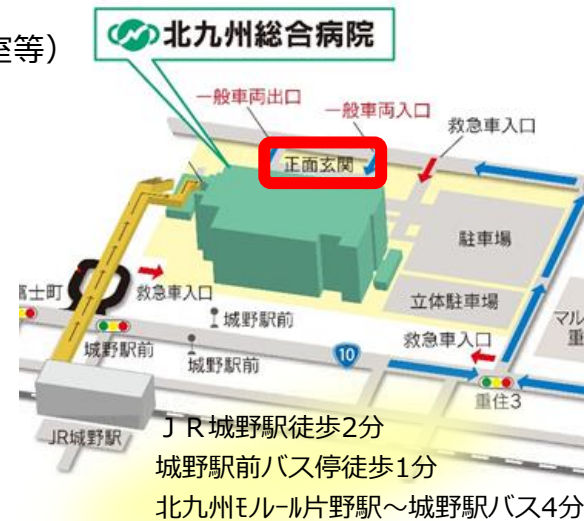 室等）
北九州総合病院
一般車両出口
一般車両入口
救急車入口
正面玄関
駐車場
立体駐車場
富士町
救急車入口
城野駅前
マル
重
救急車入口
城野駅前
城野駅前
10
重住3
JR城野駅
ＪＲ城野駅徒歩2分
城野駅前バス停徒歩1分
北九州ﾓﾉﾚｰﾙ片野駅～城野駅バス4分